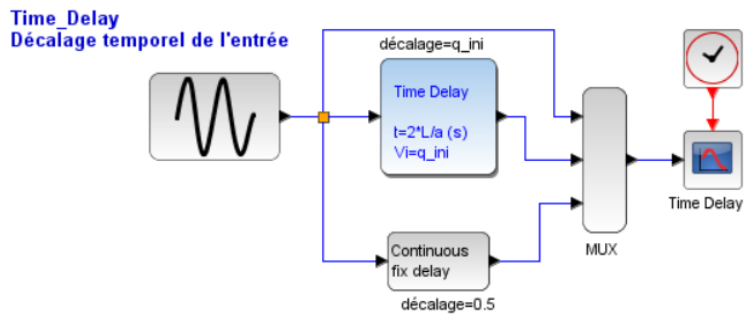 Time_Delay
Décalage temporel de l'entrée
décalage=q_ini
Time Delay
t=2*L/a (s)
Vi=q_ini
Continuous
fix delay
décalage=0.5
MUX
Time Delay